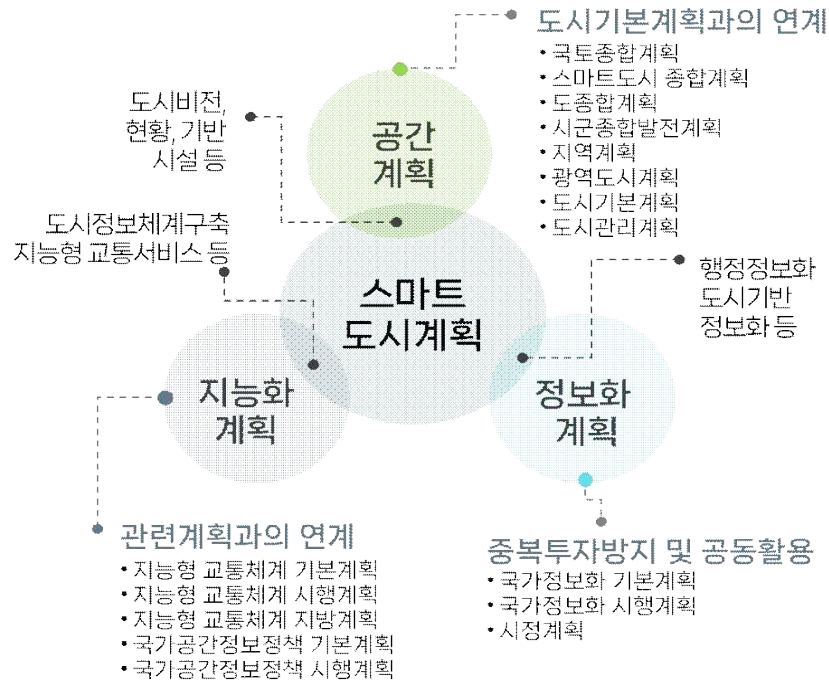 도시기본계획과의 연계
• 국토종합계획
• 스마트도시 종합계획
• 도종합계획
• 시군종합발전계획
• 지역계획
• 광역도시계획
• 도시기본계획
• 도시관리계획
도시비전,
현황, 기반
시설 등
공간
계획
도시정보체계구축
지능형 교통서비스 등
스마트
도시계획
행정정보화
도시기반
정보화 등
지능화
계획
정보화
계획
관련계획과의 연계
• 지능형 교통체계 기본계획
• 지능형 교통체계 시행계획
• 지능형 교통체계 지방계획
• 국가공간정보정책 기본계획
• 국가공간정보정책 시행계획
중복투자방지 및 공동활용
• 국가정보화 기본계획
• 국가정보화 시행계획
• 시정계획